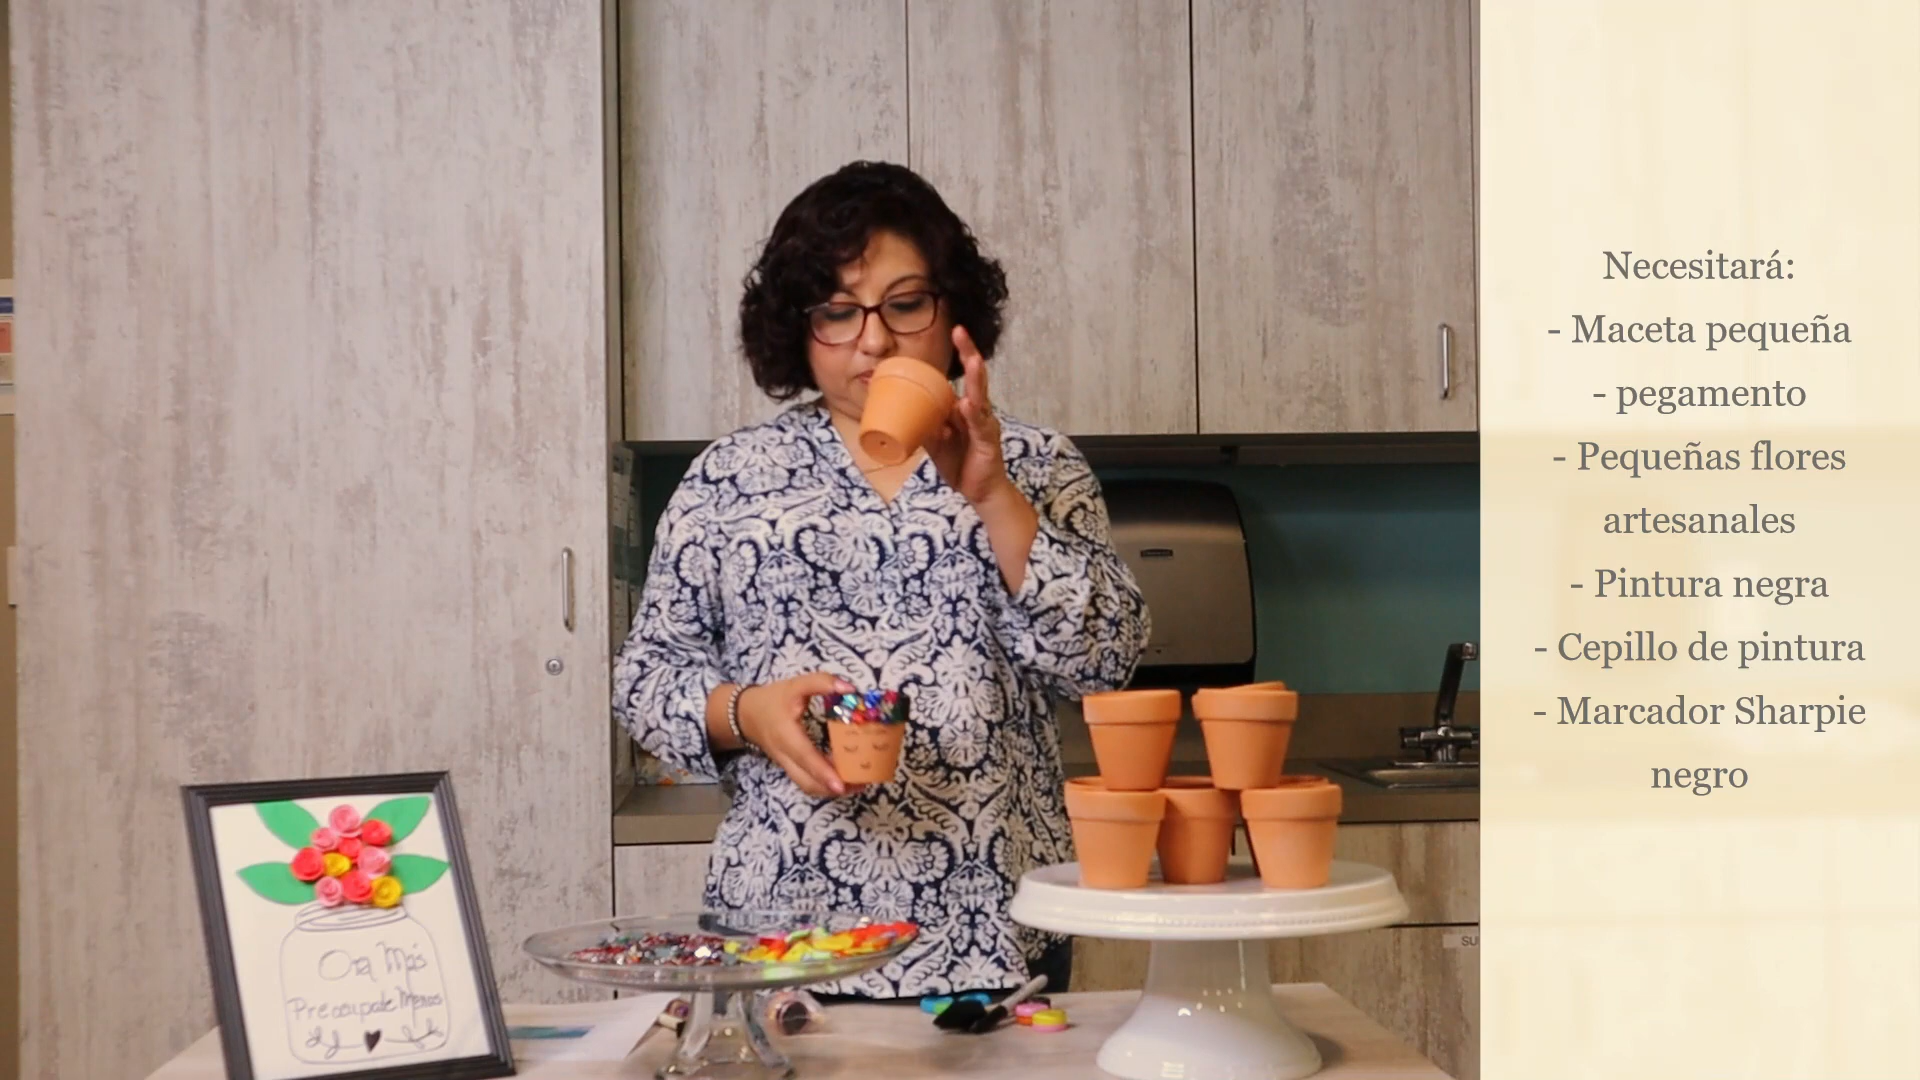 Necesitará:
- Maceta pequeña
- pegamento
- Pequeñas flores
artesanales
- Pintura negra
- Cepillo de pintura
- Marcador Sharpie
negro
Ora Más
Preocupate Menos
SU